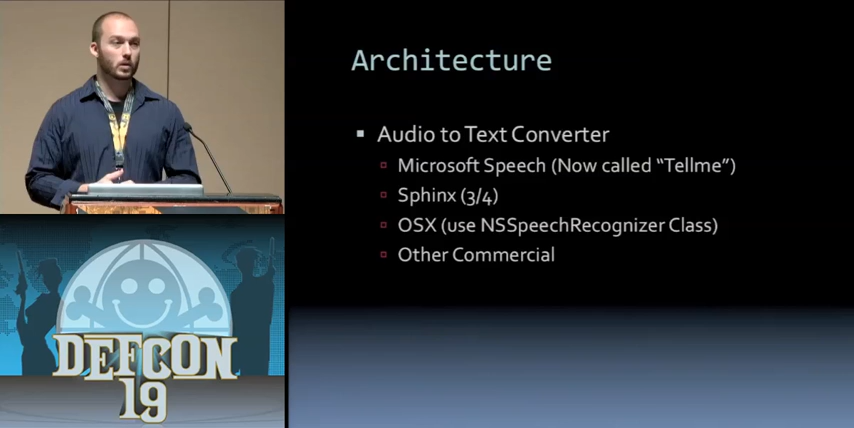 Architecture
Audio to Text Converter
Microsoft Speech (Now called “Tellme”)
Sphinx (3/4)
OSX (use NSSpeechRecognizer Class)
Other Commercial
DEFCON
19